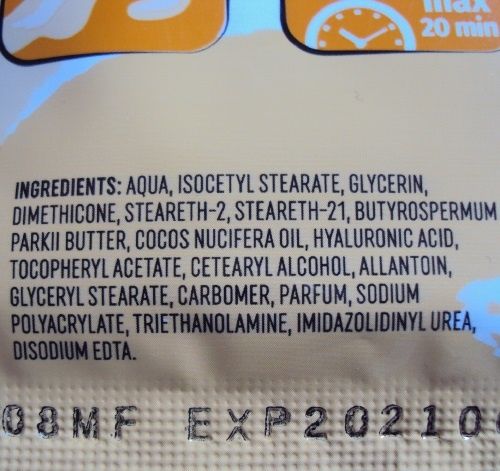 max
20 min
INGREDIENTS: AQUA, ISOCETYL STEARATE, GLYCERIN,
DIMETHICONE, STEARETH-2, STEARETH-21, BUTYROSPERMUM
PARKII BUTTER, COCOS NUCIFERA OIL, HYALURONIC ACID,
TOCOPHERYL ACETATE, CETEARYL ALCOHOL, ALLANTOIN,
GLYCERYL STEARATE, CARBOMER, PARFUM, SODIUM
POLYACRYLATE, TRIETHANOLAMINE, IMIDAZOLIDINYL UREA,
DISODIUM EDTA.
08MF EXP202104